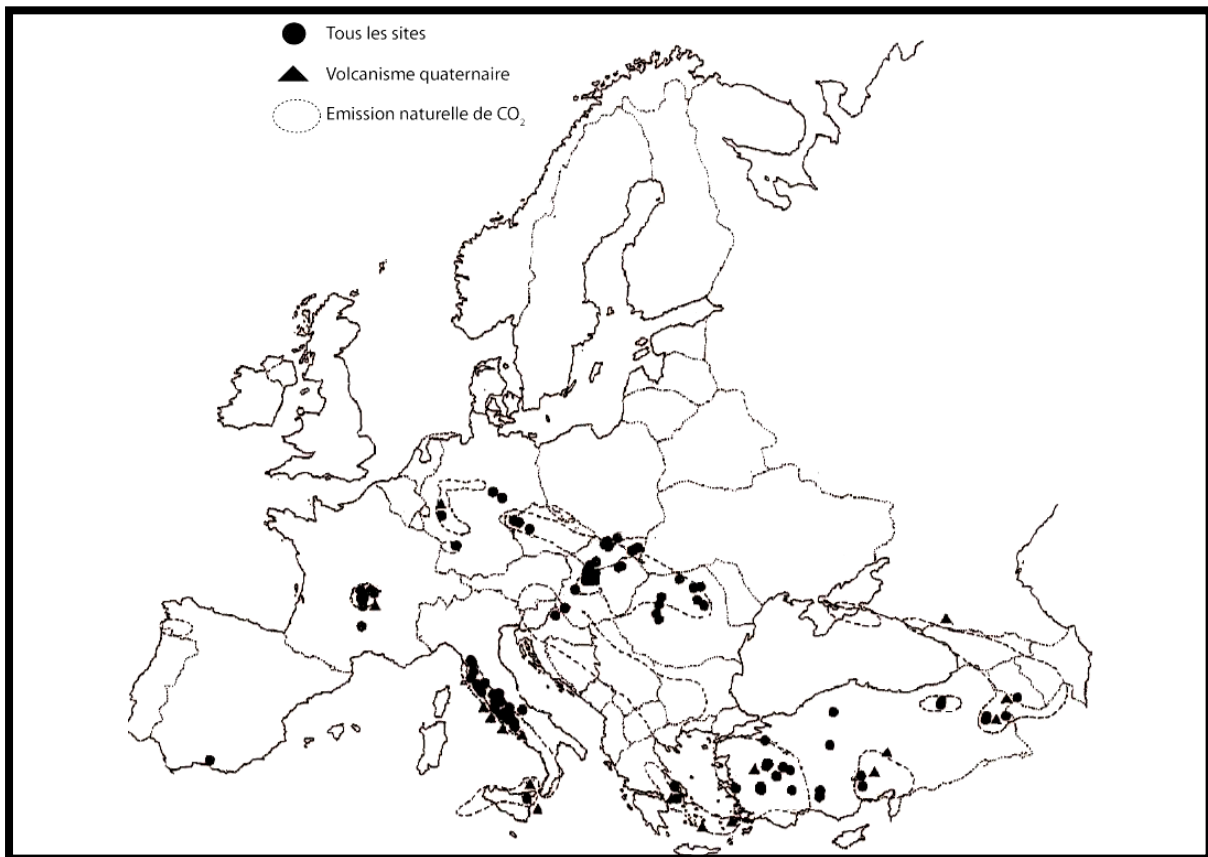 Tous les sites
Volcanisme quaternaire
Emission naturelle de CO₂